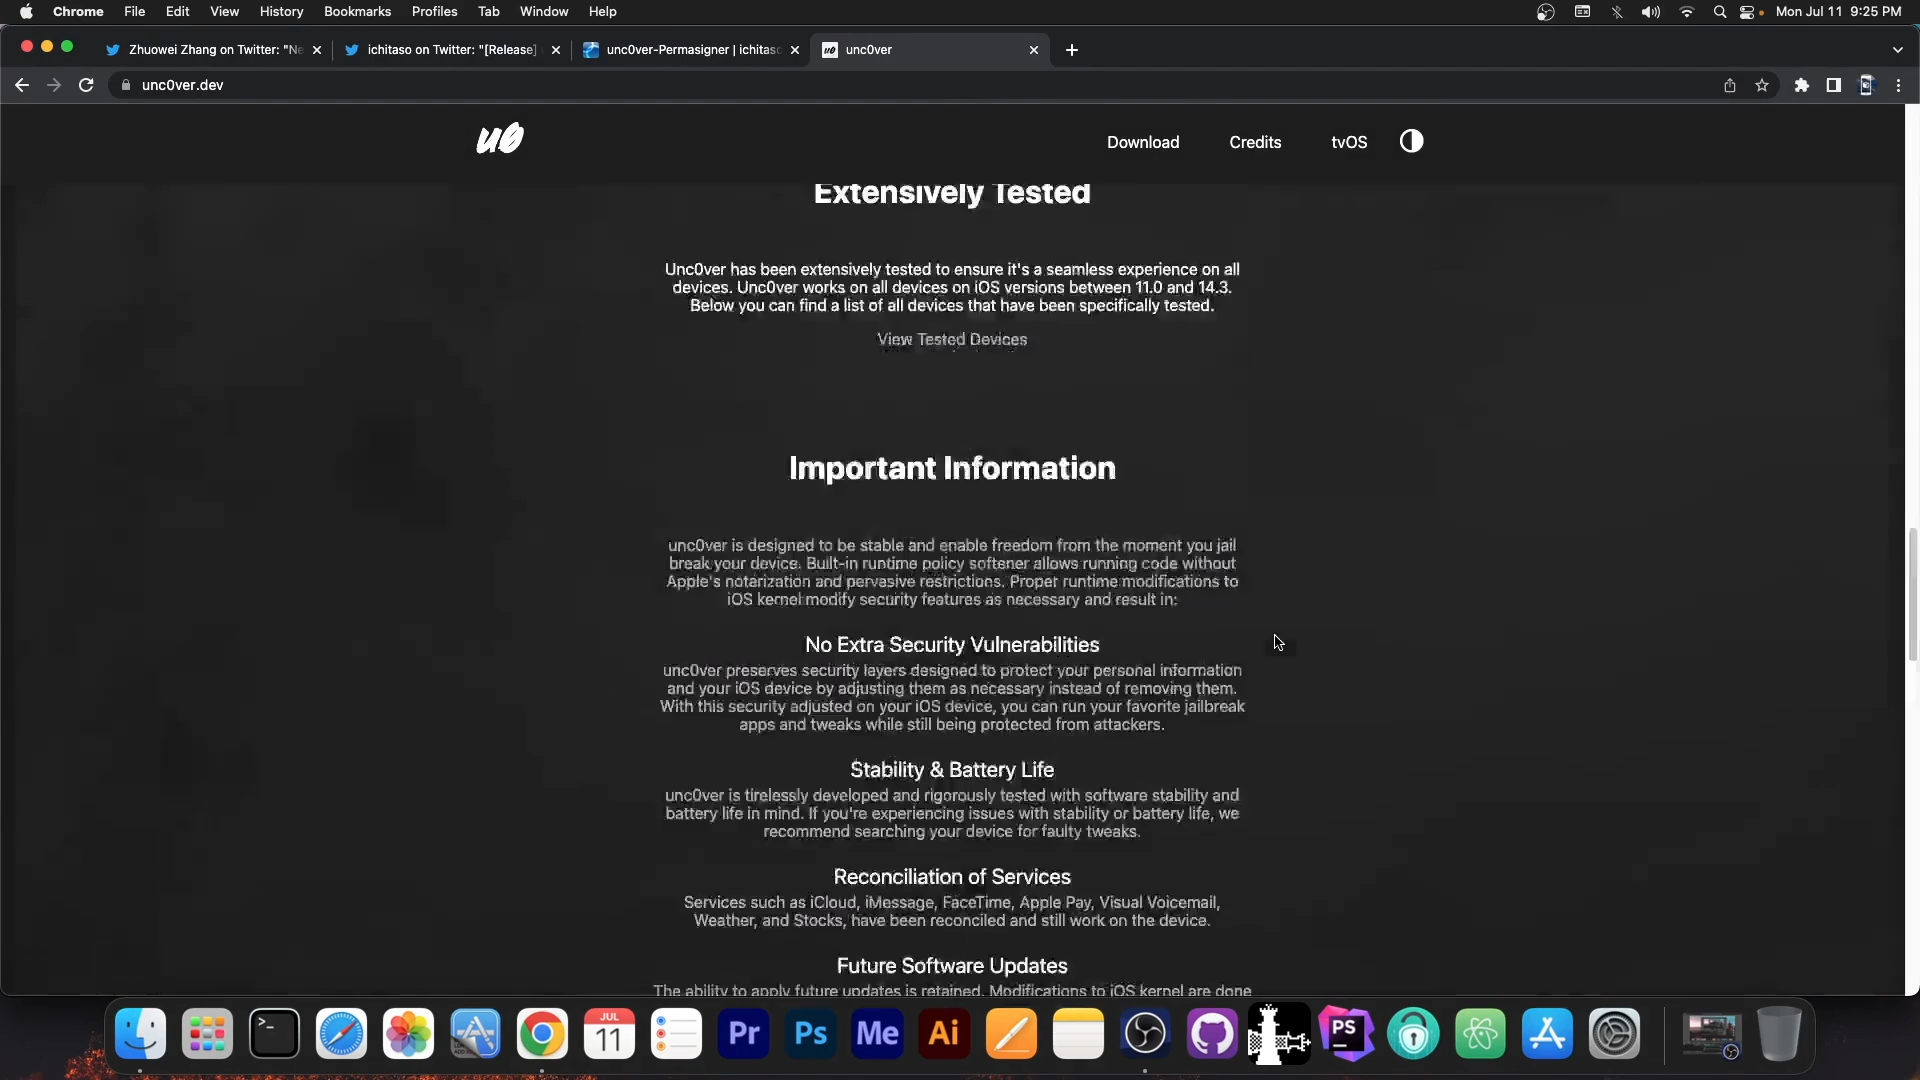 Chrome File Edit View History Bookmarks Profiles Tab Window Help Mon Jul 11 9:25 PM
Zhuowei Zhang on Twitter: "Ne ichitaso on Twitter: "[Release] unc0ver-Permasigner | ichitaso unc0ver
unc0ver.dev
u0 Download Credits tvOS
Extensively Tested
Unc0ver has been extensively tested to ensure it's a seamless experience on all
devices. Unc0ver works on all devices on iOS versions between 11.0 and 14.3.
Below you can find a list of all devices that have been specifically tested.
View Tested Devices
Important Information
unc0ver is designed to be stable and enable freedom from the moment you jail
break your device. Built-in runtime policy softener allows running code without
Apple's notarization and pervasive restrictions. Proper runtime modifications to
iOS kernel modify security features as necessary and result in:
No Extra Security Vulnerabilities
unc0ver preserves security layers designed to protect your personal information
and your iOS device by adjusting them as necessary instead of removing them.
With this security adjusted on your iOS device, you can run your favorite jailbreak
apps and tweaks while still being protected from attackers.
Stability & Battery Life
unc0ver is tirelessly developed and rigorously tested with software stability and
battery life in mind. If you're experiencing issues with stability or battery life, we
recommend searching your device for faulty tweaks.
Reconciliation of Services
Services such as iCloud, iMessage, FaceTime, Apple Pay, Visual Voicemail,
Weather, and Stocks, have been reconciled and still work on the device.
Future Software Updates
The ability to apply future updates is retained. Modifications to iOS kernel are done
JUL
11 Pr Ps Me Ai PS